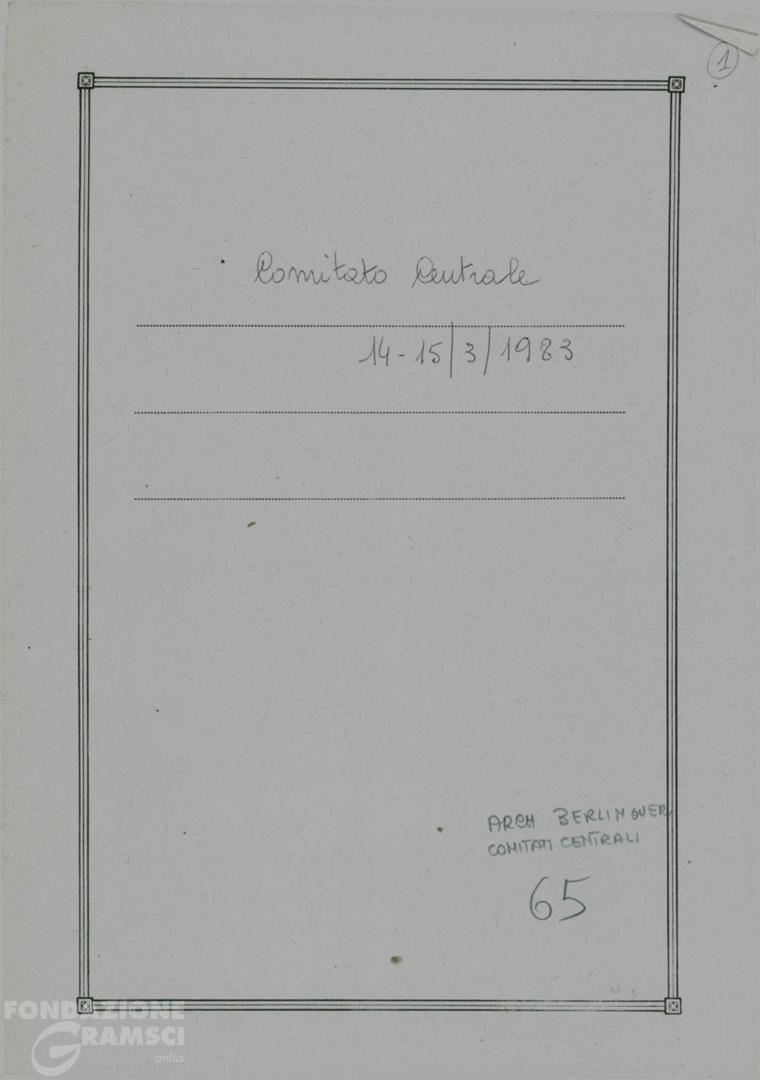 1
Comitato Centrale
14-15/3/1983
ARCH BERLINGUER
COMITATI CENTRALI
65
FONDAZIONE
GRAMSCI
onlus